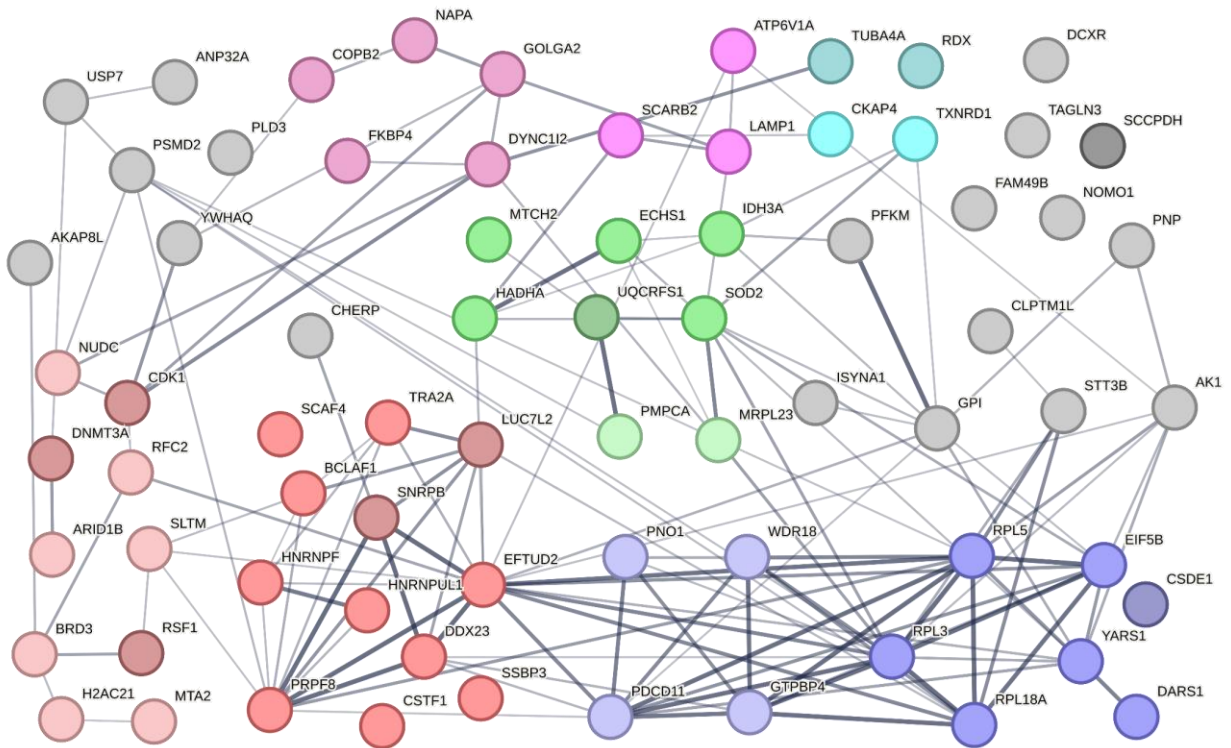 NAPA
ATP6V1A
TUBA4A
RDX
DCXR
COPB2
GOLGA2
ANP32A
USP7
SCARB2
CKAP4
TXNRD1
TAGLN3
SCCPDH
PLD3
FKBP4
DYNC1I2
LAMP1
PSMD2
FAM49B
NOMO1
YWHAQ
MTCH2
ECHS1
IDH3A
PFKM
PNP
AKAP8L
HADHA
UQCRFS1
SOD2
CLPTM1L
CHERP
NUDC
CDK1
ISYNA1
STT3B
AK1
SCAF4
TRA2A
LUC7L2
PMPCA
MRPL23
GPI
DNMT3A
RFC2
BCLAF1
SNRPB
ARID1B
SLTM
PNO1
WDR18
RPL5
EIF5B
HNRNPF
EFTUD2
HNRNPUL1
CSDE1
BRD3
RSF1
DDX23
RPL3
YARS1
SSBP3
PRPF8
PDCD11
GTPBP4
H2AC21
MTA2
CSTF1
RPL18A
DARS1